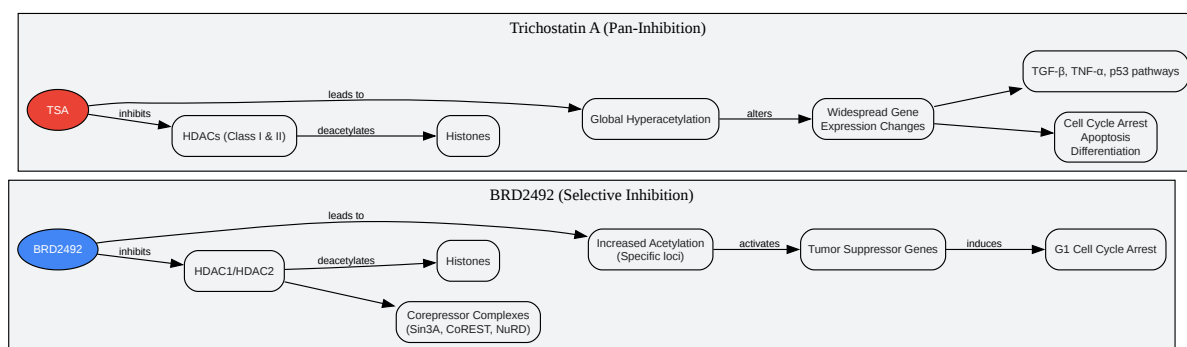 Trichostatin A (Pan-Inhibition)
TSA
inhibits
leads to
HDACs (Class I & II)
deacetylates
Histones
Global Hyperacetylation
alters
Widespread Gene
Expression Changes
TGF-β, TNF-α, p53 pathways
Cell Cycle Arrest
Apoptosis
Differentiation
BRD2492 (Selective Inhibition)
BRD2492
inhibits
leads to
HDAC1/HDAC2
deacetylates
Histones
Corepressor Complexes
(Sin3A, CoREST, NuRD)
Increased Acetylation
(Specific loci)
activates
Tumor Suppressor Genes
induces
G1 Cell Cycle Arrest